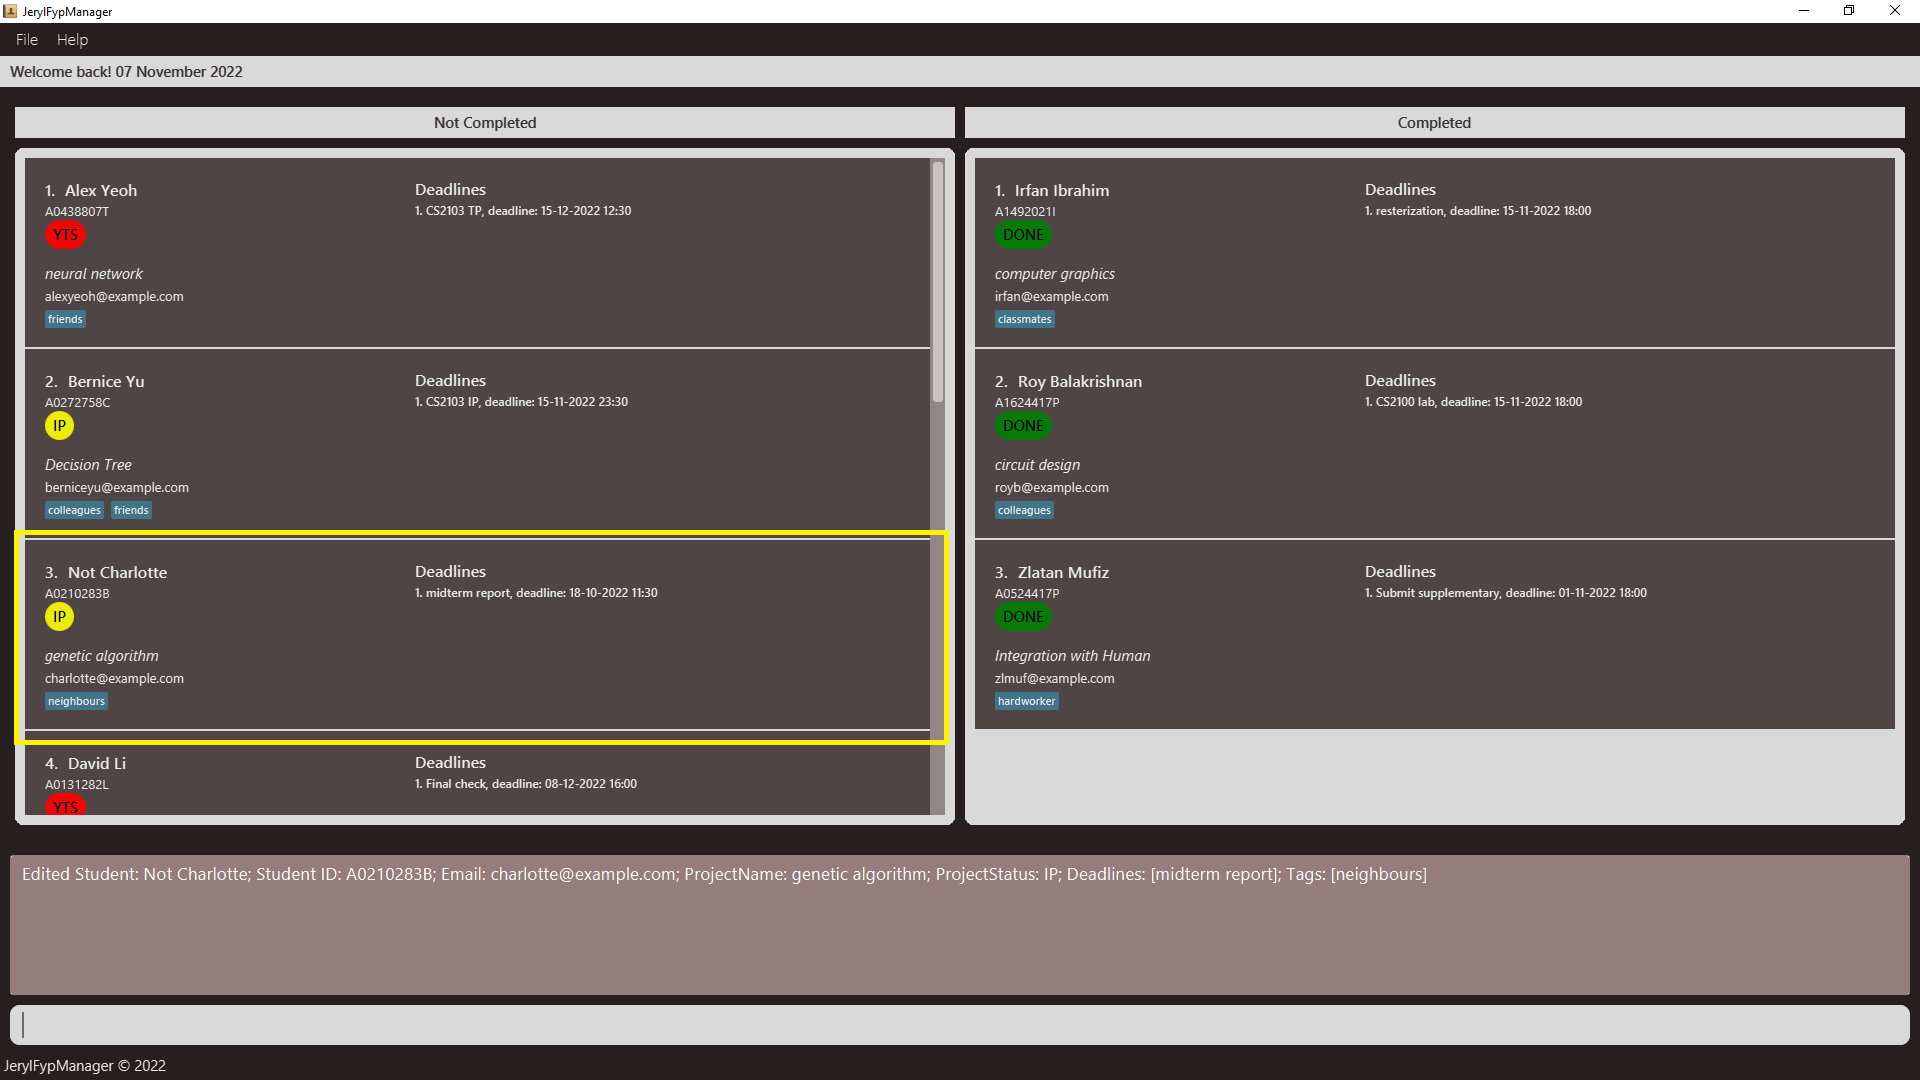 JerylFypManager
File Help
Welcome back! 07 November 2022
Not Completed
1. Alex Yeoh
A0438807T
YTS
neural network
alexyeoh@example.com
friends
Deadlines
1. CS2103 TP, deadline: 15-12-2022 12:30
2. Bernice Yu
A0272758C
IP
Decision Tree
berniceyu@example.com
colleagues friends
Deadlines
1. CS2103 IP, deadline: 15-11-2022 23:30
3. Not Charlotte
A0210283B
IP
genetic algorithm
charlotte@example.com
neighbours
Deadlines
1. midterm report, deadline: 18-10-2022 11:30
4. David Li
A0131282L
YTS
Deadlines
1. Final check, deadline: 08-12-2022 16:00
Completed
1. Irfan Ibrahim
A1492021I
DONE
computer graphics
irfan@example.com
classmates
Deadlines
1. resterization, deadline: 15-11-2022 18:00
2. Roy Balakrishnan
A1624417P
DONE
circuit design
royb@example.com
colleagues
Deadlines
1. CS2100 lab, deadline: 15-11-2022 18:00
3. Zlatan Mufiz
A0524417P
DONE
Integration with Human
zlmuf@example.com
hardworker
Deadlines
1. Submit supplementary, deadline: 01-11-2022 18:00
Edited Student: Not Charlotte; Student ID: A0210283B; Email: charlotte@example.com; ProjectName: genetic algorithm; ProjectStatus: IP; Deadlines: [midterm report]; Tags: [neighbours]
JerylFypManager © 2022